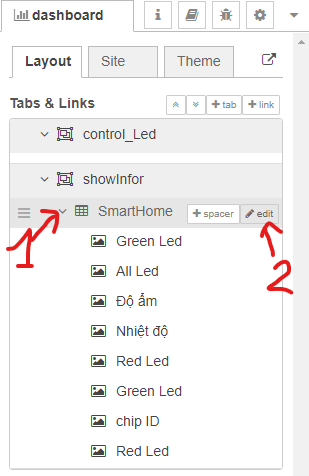 dashboard
Layout Site Theme
Tabs & Links + tab + link
control_Led
showInfor
SmartHome + spacer edit
1
2
Green Led
All Led
Độ ẩm
Nhiệt độ
Red Led
Green Led
chip ID
Red Led